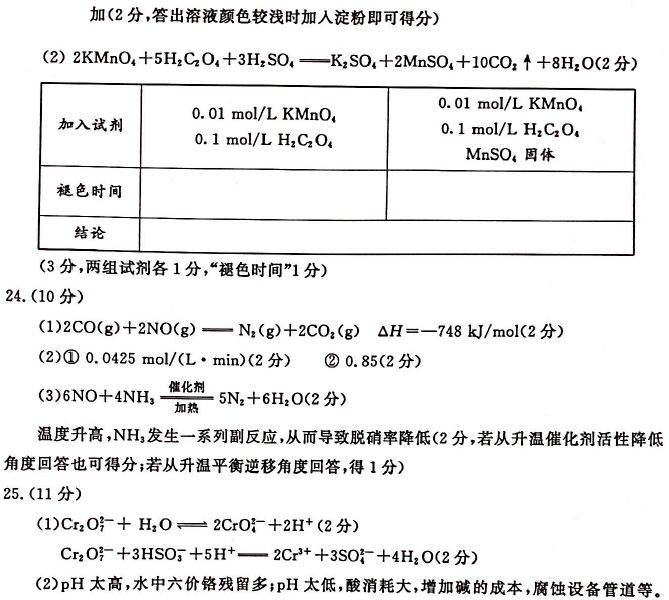 加(2分,答出溶液颜色较浅时加入淀粉即可得分)
(2) 2KMnO₄+5H₂C₂O₄+3H₂SO₄══K₂SO₄+2MnSO₄+10CO₂↑+8H₂O(2分)
加入试剂
0.01 mol/L KMnO₄
0.1 mol/L H₂C₂O₄
0.01 mol/L KMnO₄
0.1 mol/L H₂C₂O₄
MnSO₄ 固体
褪色时间
结论
(3分,两组试剂各1分,“褪色时间”1分)
24.(10分)
(1)2CO(g)+2NO(g)══N₂(g)+2CO₂(g) ΔH=—748 kJ/mol(2分)
(2)① 0.0425 mol/(L·min)(2分) ② 0.85(2分)
(3)6NO+4NH₃ 催化剂══加热 5N₂+6H₂O(2分)
温度升高,NH₃发生一系列副反应,从而导致脱硝率降低(2分,若从升温催化剂活性降低
角度回答也可得分;若从升温平衡逆移角度回答,得1分)
25.(11分)
(1)Cr₂O₇²⁻+ H₂O⇌2CrO₄²⁻+2H⁺(2分)
Cr₂O₇²⁻+3HSO₃⁻+5H⁺══2Cr³⁺+3SO₄²⁻+4H₂O(2分)
(2)pH太高,水中六价铬残留多;pH太低,酸消耗大,增加碱的成本,腐蚀设备管道等。